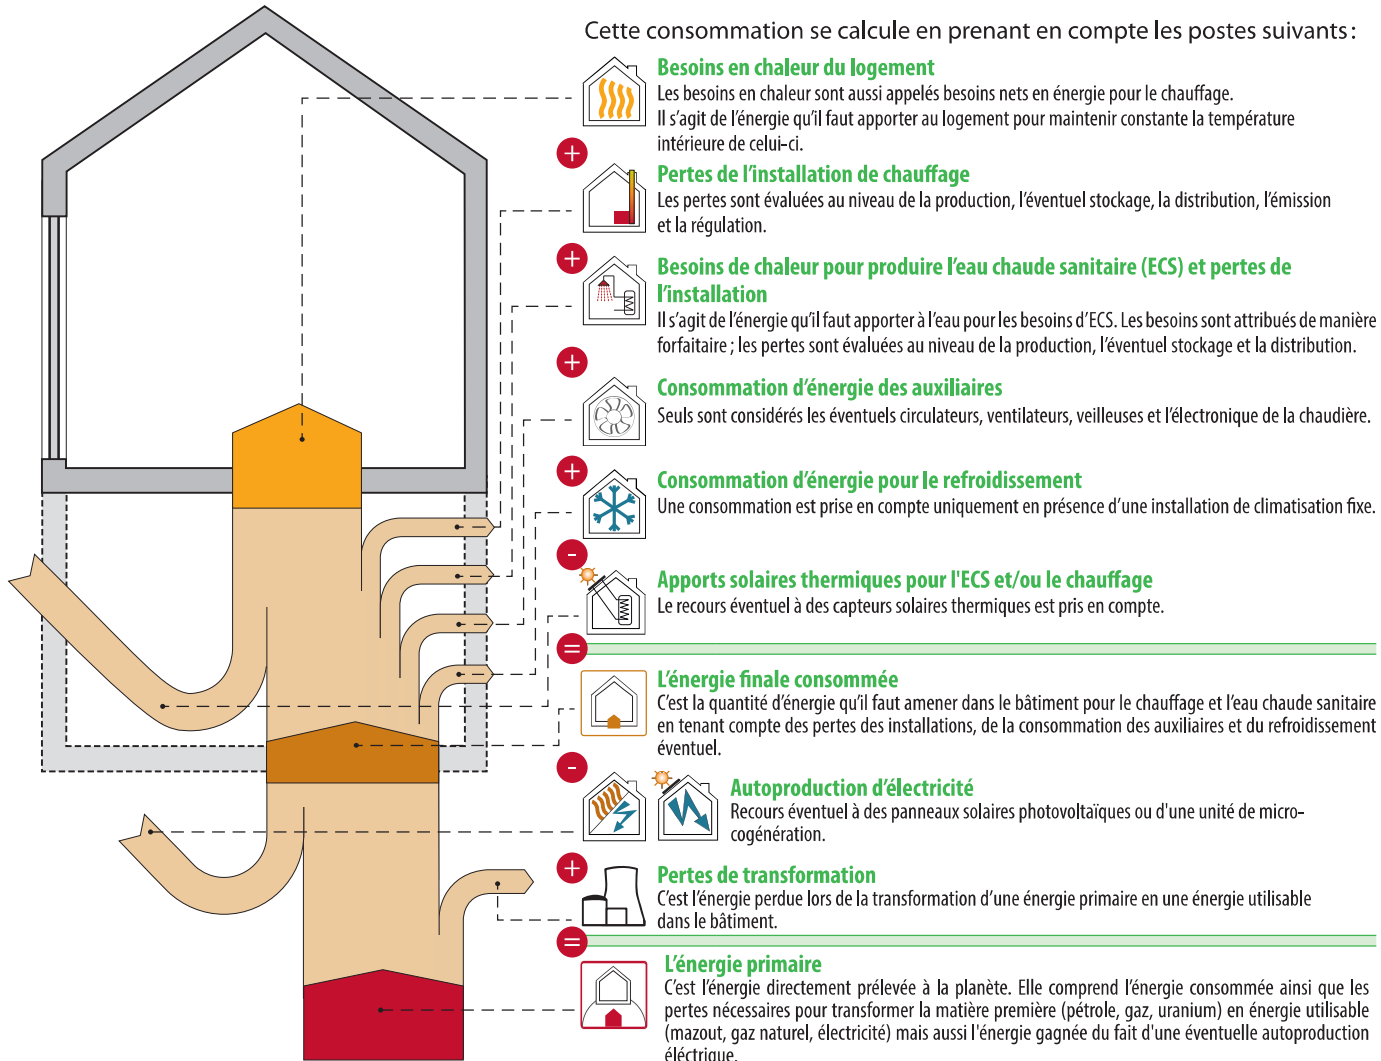 Cette consommation se calcule en prenant en compte les postes suivants :
Besoins en chaleur du logement
Les besoins en chaleur sont aussi appelés besoins nets en énergie pour le chauffage.
Il s'agit de l'énergie qu'il faut apporter au logement pour maintenir constante la température
intérieure de celui-ci.
+
Pertes de l'installation de chauffage
Les pertes sont évaluées au niveau de la production, l'éventuel stockage, la distribution, l'émission
et la régulation.
+
Besoins de chaleur pour produire l'eau chaude sanitaire (ECS) et pertes de
l'installation
Il s'agit de l'énergie qu'il faut apporter à l'eau pour les besoins d'ECS. Les besoins sont attribués de manière
forfaitaire ; les pertes sont évaluées au niveau de la production, l'éventuel stockage et la distribution.
+
Consommation d'énergie des auxiliaires
Seuls sont considérés les éventuels circulateurs, ventilateurs, veilleuses et l'électronique de la chaudière.
+
Consommation d'énergie pour le refroidissement
Une consommation est prise en compte uniquement en présence d'une installation de climatisation fixe.
-
Apports solaires thermiques pour l'ECS et/ou le chauffage
Le recours éventuel à des capteurs solaires thermiques est pris en compte.
=
L'énergie finale consommée
C'est la quantité d'énergie qu'il faut amener dans le bâtiment pour le chauffage et l'eau chaude sanitaire
en tenant compte des pertes des installations, de la consommation des auxiliaires et du refroidissement
éventuel.
-
Autoproduction d'électricité
Recours éventuel à des panneaux solaires photovoltaïques ou d'une unité de micro-
cogénération.
+
Pertes de transformation
C'est l'énergie perdue lors de la transformation d'une énergie primaire en une énergie utilisable
dans le bâtiment.
=
L'énergie primaire
C'est l'énergie directement prélevée à la planète. Elle comprend l'énergie consommée ainsi que les
pertes nécessaires pour transformer la matière première (pétrole, gaz, uranium) en énergie utilisable
(mazout, gaz naturel, électricité) mais aussi l'énergie gagnée du fait d'une éventuelle autoproduction
éléctrique.